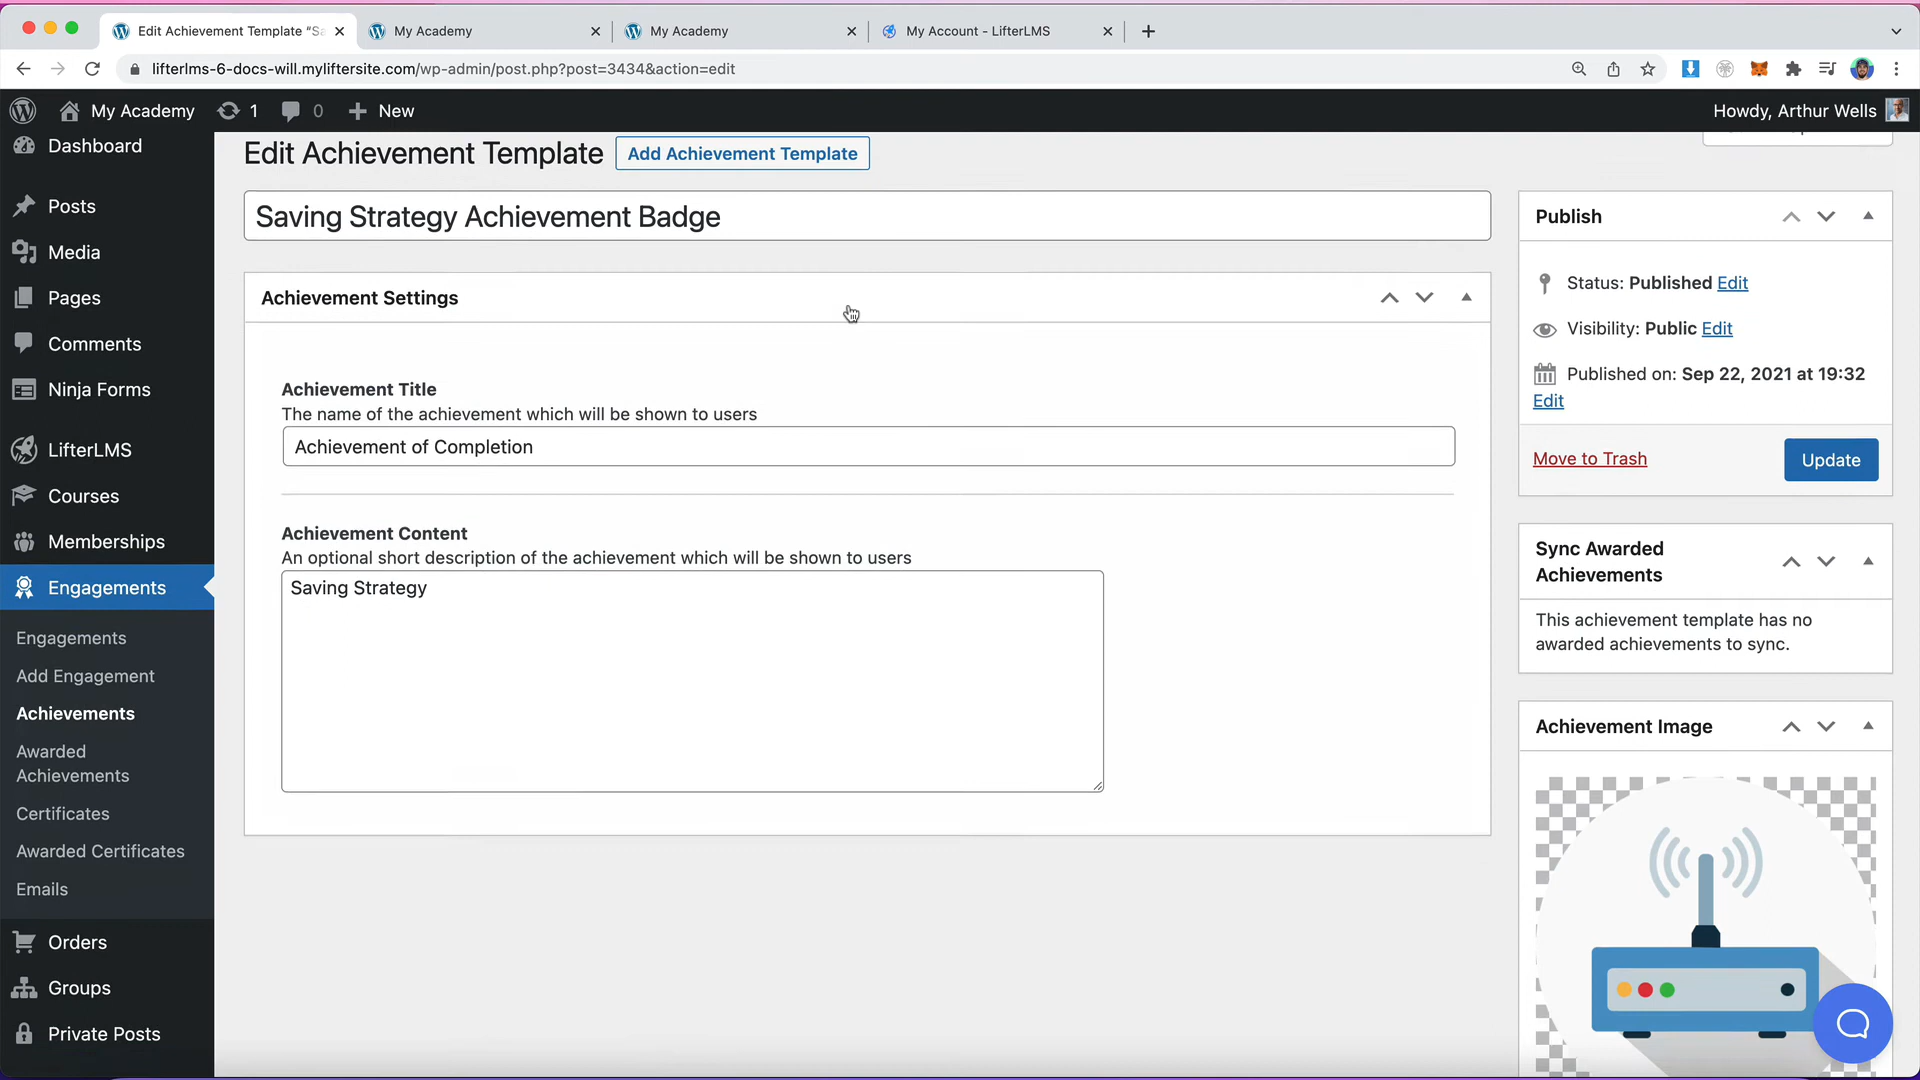 Edit Achievement Template “Sa
My Academy
My Academy
My Account - LifterLMS
lifterlms-6-docs-will.myliftersite.com/wp-admin/post.php?post=3434&action=edit
My Academy
1
0
New
Howdy, Arthur Wells
Dashboard
Posts
Media
Pages
Comments
Ninja Forms
LifterLMS
Courses
Memberships
Engagements
Engagements
Add Engagement
Achievements
Awarded
Achievements
Certificates
Awarded Certificates
Emails
Orders
Groups
Private Posts
Edit Achievement Template
Add Achievement Template
Saving Strategy Achievement Badge
Achievement Settings
Achievement Title
The name of the achievement which will be shown to users
Achievement of Completion
Achievement Content
An optional short description of the achievement which will be shown to users
Saving Strategy
Publish
Status: Published Edit
Visibility: Public Edit
Published on: Sep 22, 2021 at 19:32
Edit
Move to Trash
Update
Sync Awarded
Achievements
This achievement template has no
awarded achievements to sync.
Achievement Image